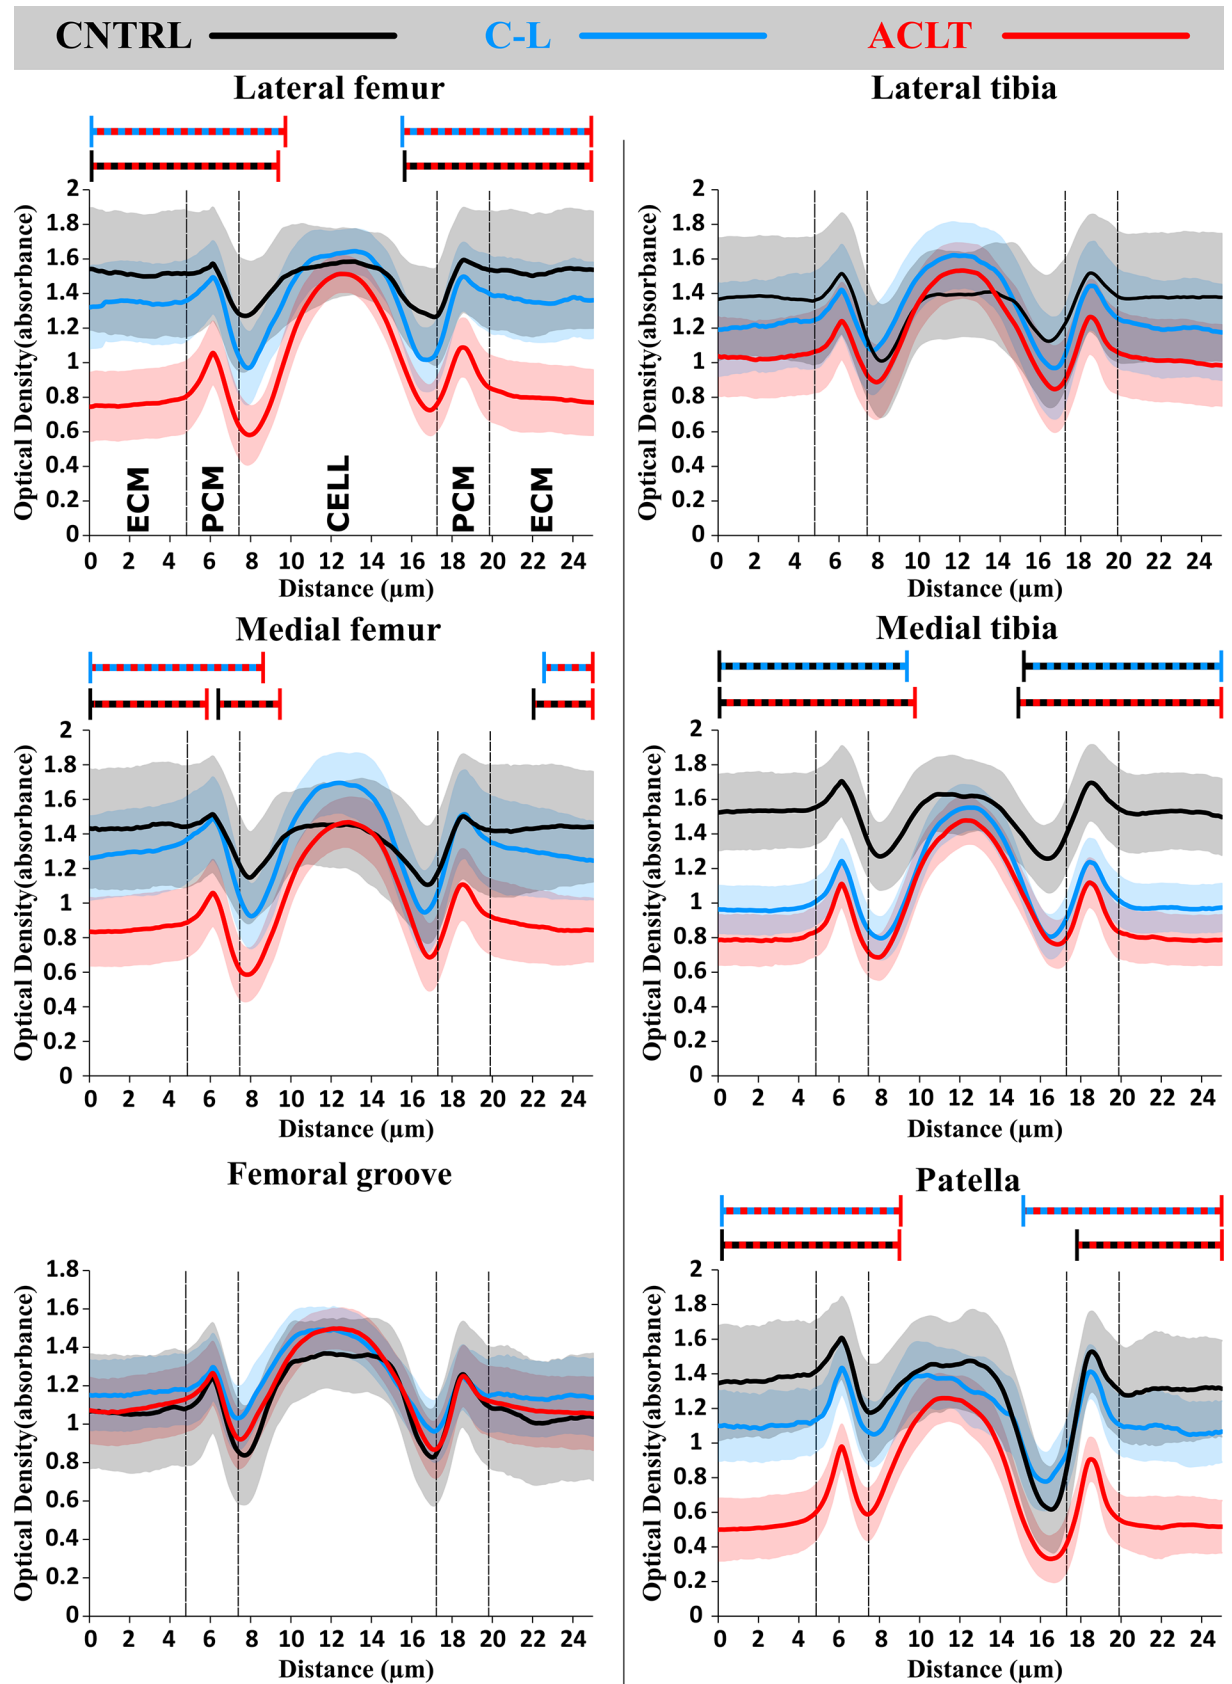 CNTRL C-L ACLT
Lateral femur
Optical Density(absorbance)
2
1.8
1.6
1.4
1.2
1
0.8
0.6
0.4
0.2
0
ECM PCM CELL PCM ECM
0 2 4 6 8 10 12 14 16 18 20 22 24
Distance (μm)
Lateral tibia
Optical Density(absorbance)
2
1.8
1.6
1.4
1.2
1
0.8
0.6
0.4
0.2
0
0 2 4 6 8 10 12 14 16 18 20 22 24
Distance (μm)
Medial femur
Optical Density(absorbance)
2
1.8
1.6
1.4
1.2
1
0.8
0.6
0.4
0.2
0
0 2 4 6 8 10 12 14 16 18 20 22 24
Distance (μm)
Medial tibia
Optical Density(absorbance)
2
1.8
1.6
1.4
1.2
1
0.8
0.6
0.4
0.2
0
0 2 4 6 8 10 12 14 16 18 20 22 24
Distance (μm)
Femoral groove
Optical Density(absorbance)
1.8
1.6
1.4
1.2
1
0.8
0.6
0.4
0.2
0
0 2 4 6 8 10 12 14 16 18 20 22 24
Distance (μm)
Patella
Optical Density(absorbance)
2
1.8
1.6
1.4
1.2
1
0.8
0.6
0.4
0.2
0
0 2 4 6 8 10 12 14 16 18 20 22 24
Distance (μm)